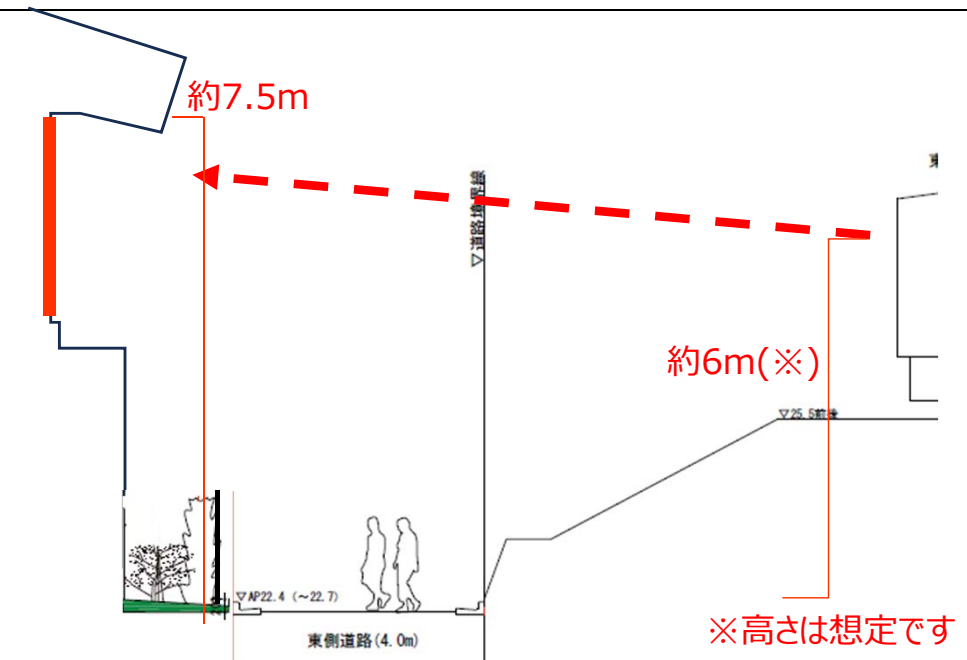 約7.5m
▽道路境界線
約6m(※)
▽25.5前後
▽AP22.4 (～22.7)
東側道路(4.0m)
※高さは想定です